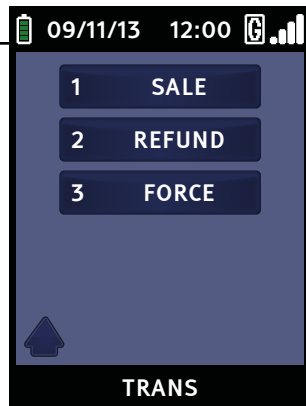 09/11/13 12:00 G
1 SALE
2 REFUND
3 FORCE
TRANS